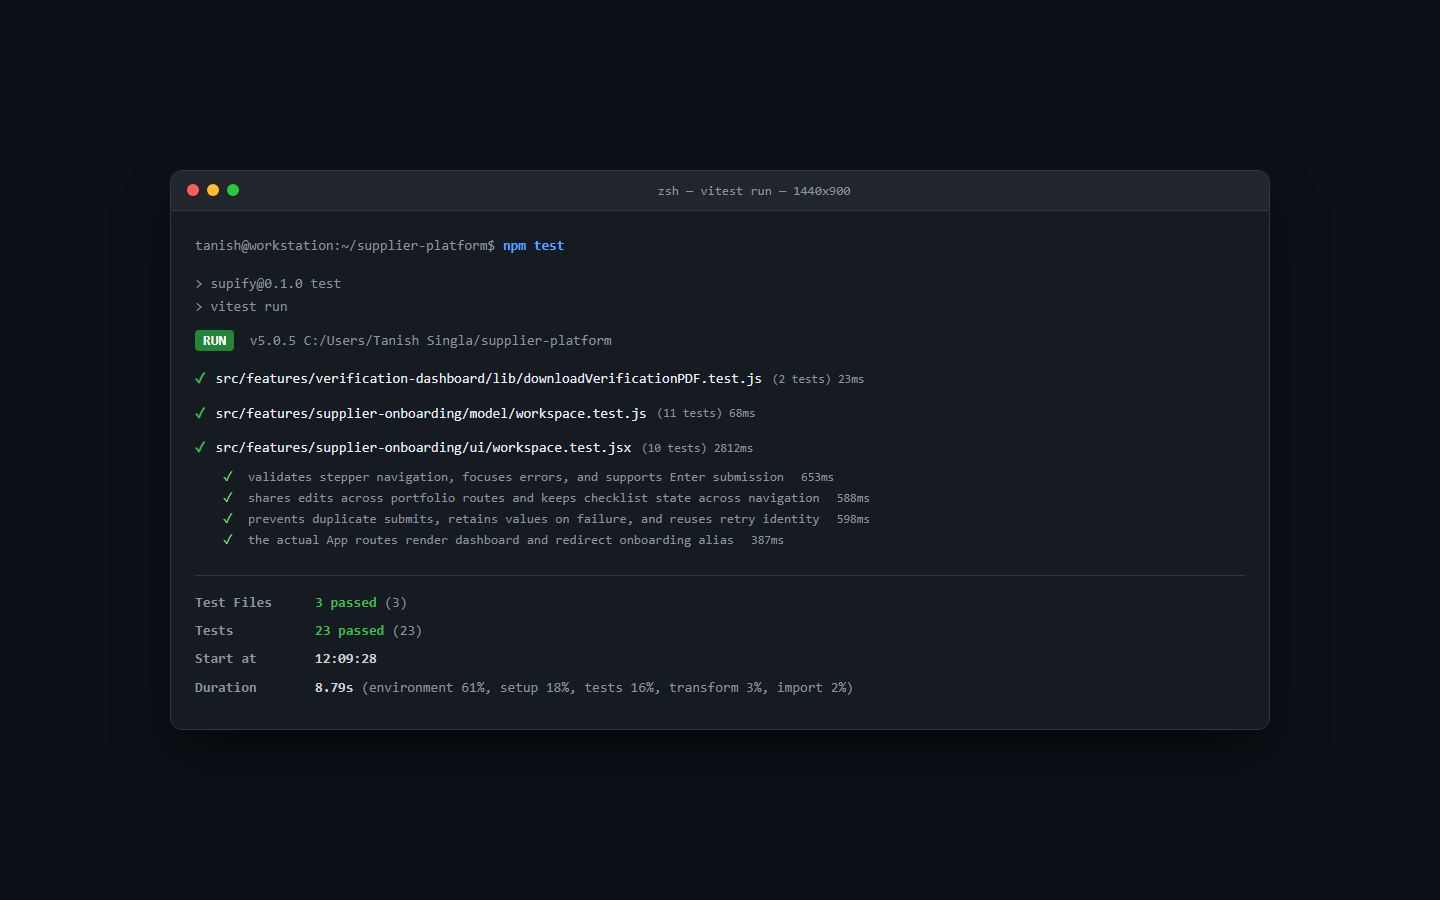 zsh — vitest run — 1440x900
tanish@workstation:~/supplier-platform$ npm test
> supify@0.1.0 test
> vitest run
RUN v5.0.5 C:/Users/Tanish Singla/supplier-platform
✓ src/features/verification-dashboard/lib/downloadVerificationPDF.test.js (2 tests) 23ms
✓ src/features/supplier-onboarding/model/workspace.test.js (11 tests) 68ms
✓ src/features/supplier-onboarding/ui/workspace.test.jsx (10 tests) 2812ms
✓ validates stepper navigation, focuses errors, and supports Enter submission 653ms
✓ shares edits across portfolio routes and keeps checklist state across navigation 588ms
✓ prevents duplicate submits, retains values on failure, and reuses retry identity 598ms
✓ the actual App routes render dashboard and redirect onboarding alias 387ms
Test Files 3 passed (3)
Tests 23 passed (23)
Start at 12:09:28
Duration 8.79s (environment 61%, setup 18%, tests 16%, transform 3%, import 2%)